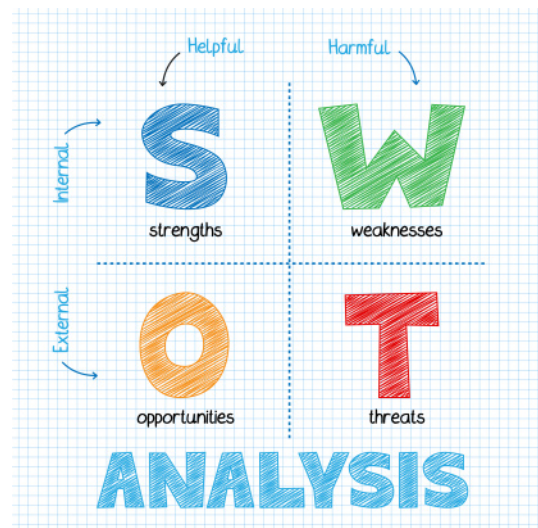 Helpful
Harmful
Internal
S
W
strengths
weaknesses
External
O
T
opportunities
threats
ANALYSIS